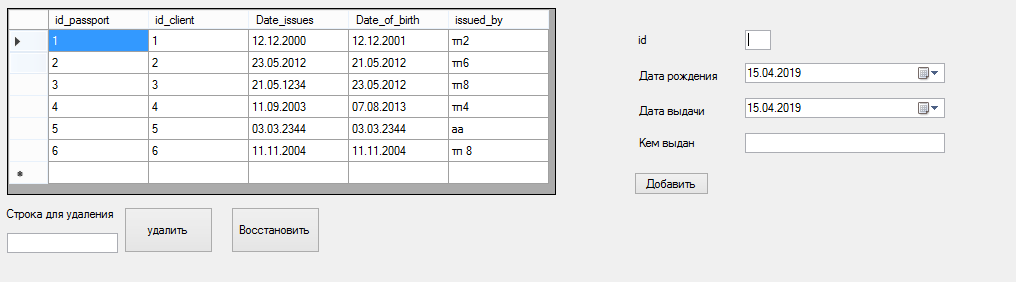 id_passport id_client Date_issues Date_of_birth issued_by
1 1 12.12.2000 12.12.2001 тп2
2 2 23.05.2012 21.05.2012 тп6
3 3 21.05.1234 23.05.2012 тп8
4 4 11.09.2003 07.08.2013 тп4
5 5 03.03.2344 03.03.2344 аа
6 6 11.11.2004 11.11.2004 тп 8
Строка для удаления
удалить
Восстановить
id
Дата рождения 15.04.2019
Дата выдачи 15.04.2019
Кем выдан
Добавить